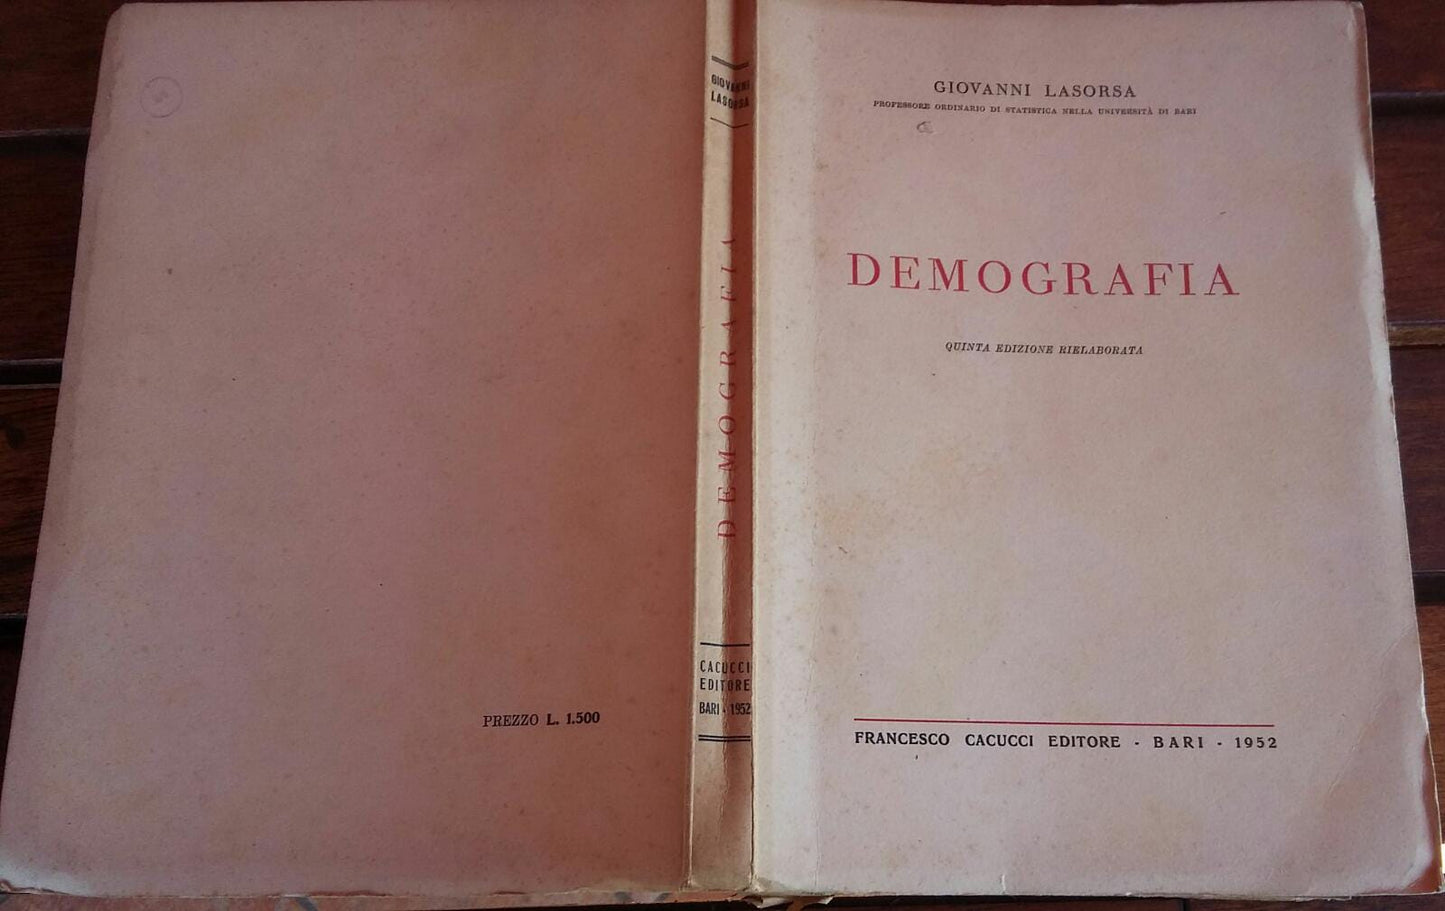 PREZZO L. 1.500
GIOVANNI
LASORSA
DEMOGRAFIA
CACUCCI
EDITORE
BARI - 1952
GIOVANNI LASORSA
PROFESSORE ORDINARIO DI STATISTICA NELLA UNIVERSITÀ DI BARI
DEMOGRAFIA
QUINTA EDIZIONE RIELABORATA
FRANCESCO CACUCCI EDITORE - BARI - 1952